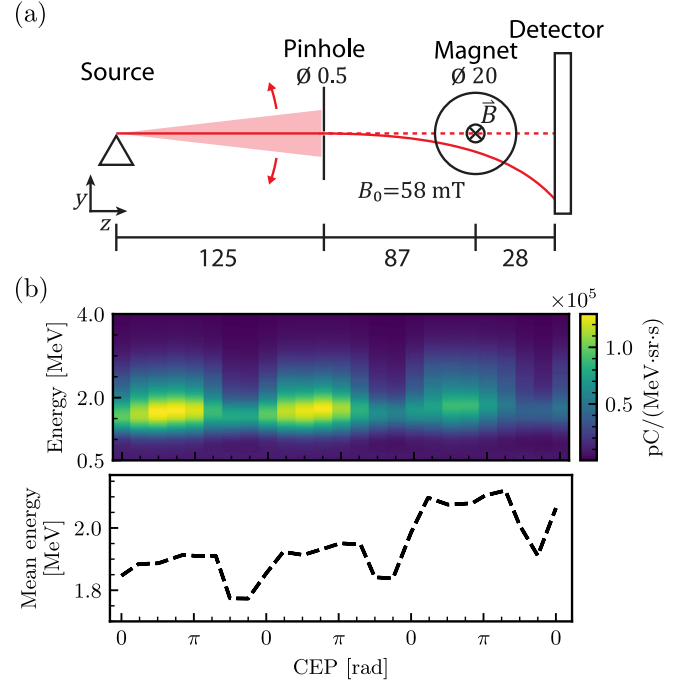 (a)
Detector
Pinhole
Magnet
Source
Ø 0.5
Ø 20
B⃗
y
z
B₀=58 mT
125
87
28
(b)
×10⁵
4.0
2.0
0.5
Energy [MeV]
1.0
0.5
pC/(MeV·sr·s)
2.0
1.8
Mean energy
[MeV]
0 π 0 π 0 π 0
CEP [rad]